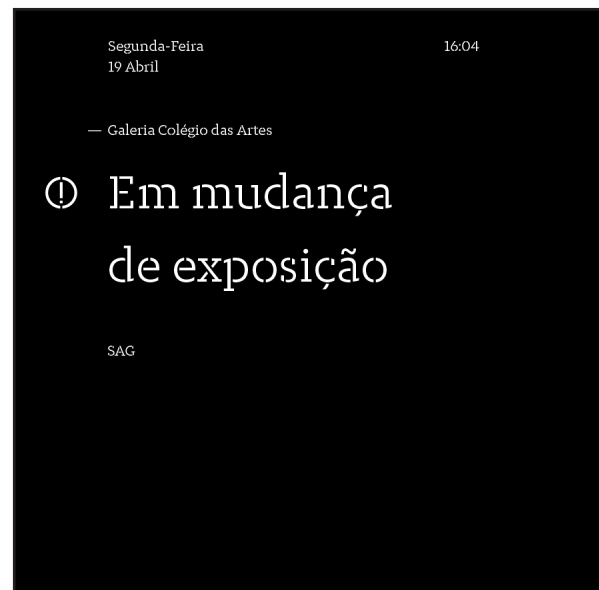 Segunda-Feira 16:04
19 Abril
— Galeria Colégio das Artes
Em mudança
de exposição
SAG